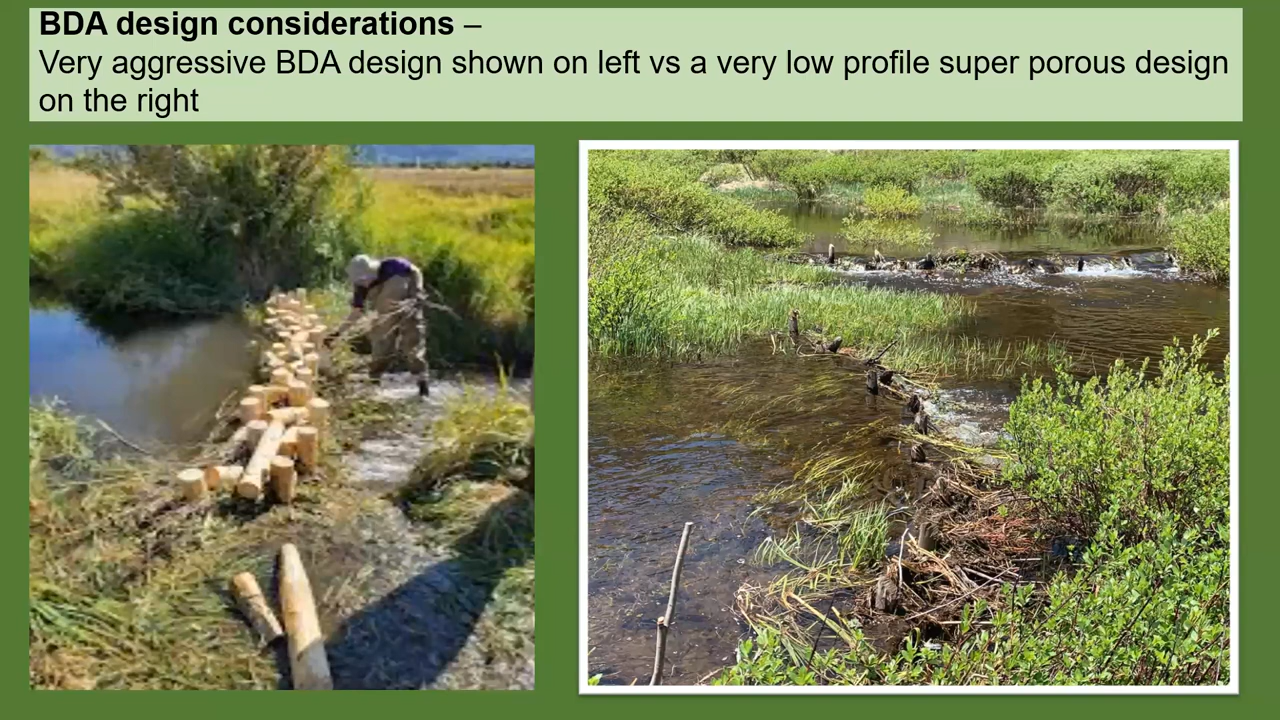 BDA design considerations –
Very aggressive BDA design shown on left vs a very low profile super porous design
on the right